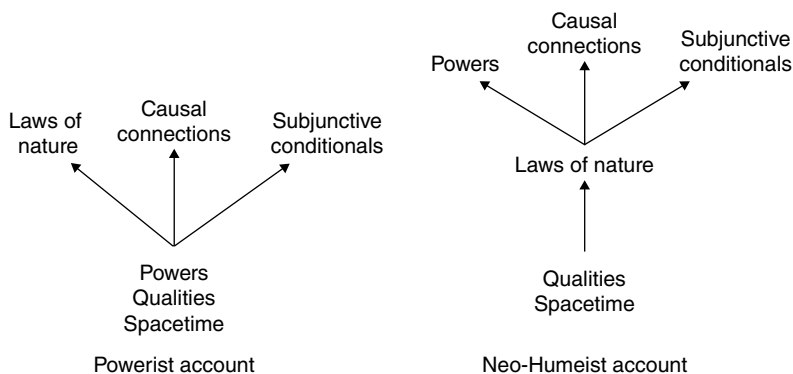 Laws of
nature
Causal
connections
Subjunctive
conditionals
Powers
Qualities
Spacetime
Powerist account
Powers
Causal
connections
Subjunctive
conditionals
Laws of nature
Qualities
Spacetime
Neo-Humeist account